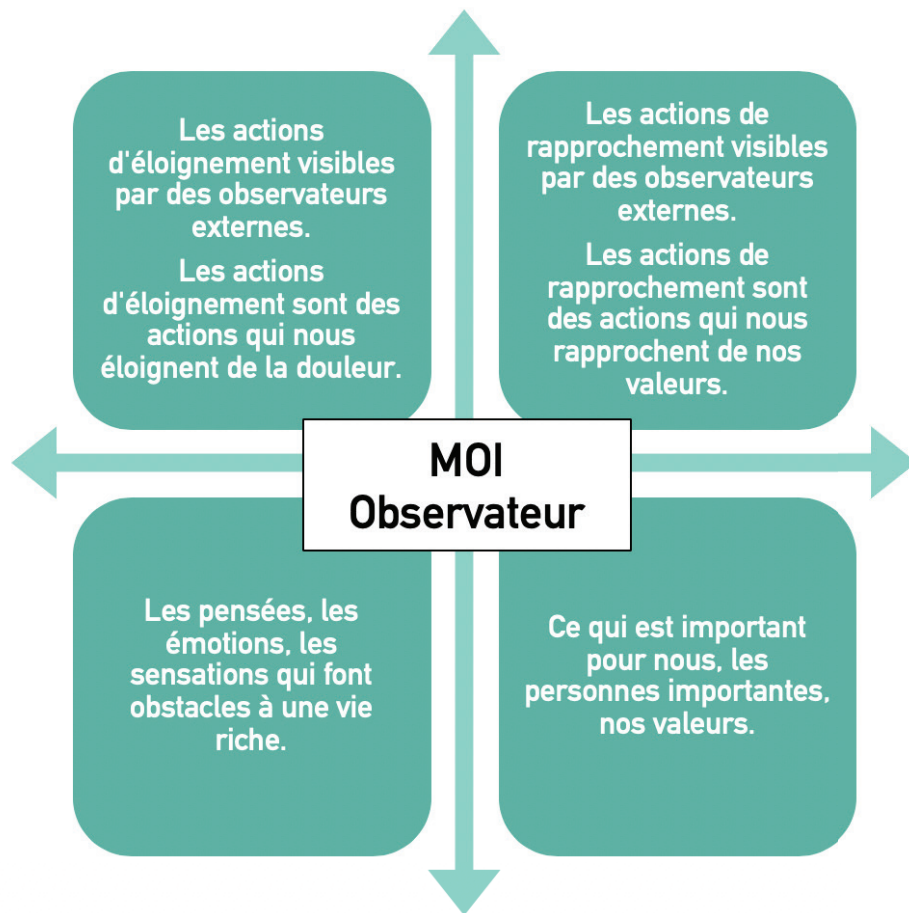 Les actions
d'éloignement visibles
par des observateurs
externes.
Les actions
d'éloignement sont des
actions qui nous
éloignent de la douleur.
Les actions de
rapprochement visibles
par des observateurs
externes.
Les actions de
rapprochement sont
des actions qui nous
rapprochent de nos
valeurs.
MOI
Observateur
Les pensées, les
émotions, les
sensations qui font
obstacles à une vie
riche.
Ce qui est important
pour nous, les
personnes importantes,
nos valeurs.